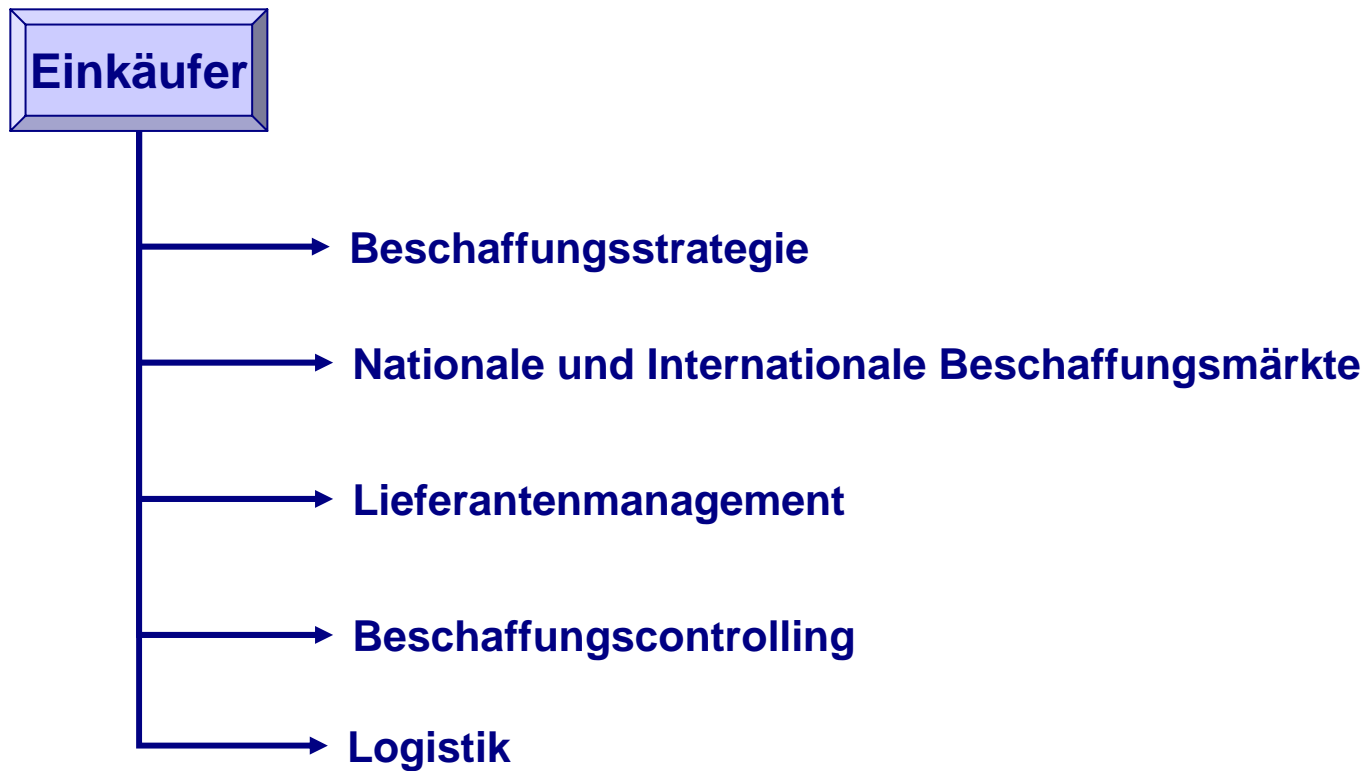 Einkäufer
Beschaffungsstrategie
Nationale und Internationale Beschaffungsmärkte
Lieferantenmanagement
Beschaffungscontrolling
Logistik